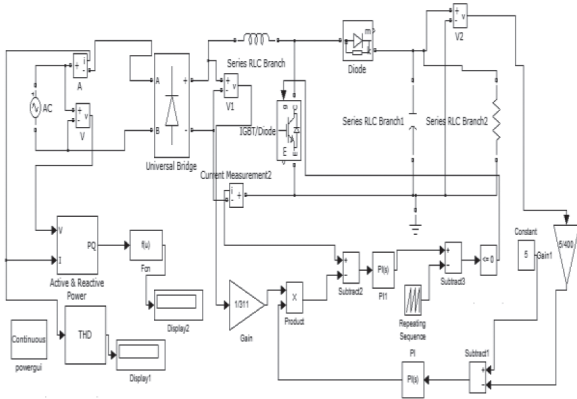 i
+
-
A
AC
+
-
v
V
A
B
+
-
Universal Bridge
Series RLC Branch
+
-
v
V1
m
k
Diode
g
C
E
IGBT/Diode
+
-
v
V2
Series RLC Branch1
Series RLC Branch2
Current Measurement2
i
+
-
V
I
PQ
Active & Reactive
Power
f(u)
Fcn
Display2
Continuous
powergui
THD
Display1
1/311
Gain
X
Product
+
-
Subtract2
PI(s)
PI1
+
-
Subtract3
<= 0
Repeating
Sequence
PI
PI(s)
Constant
5
5/400
Gain1
Subtract1
+
-